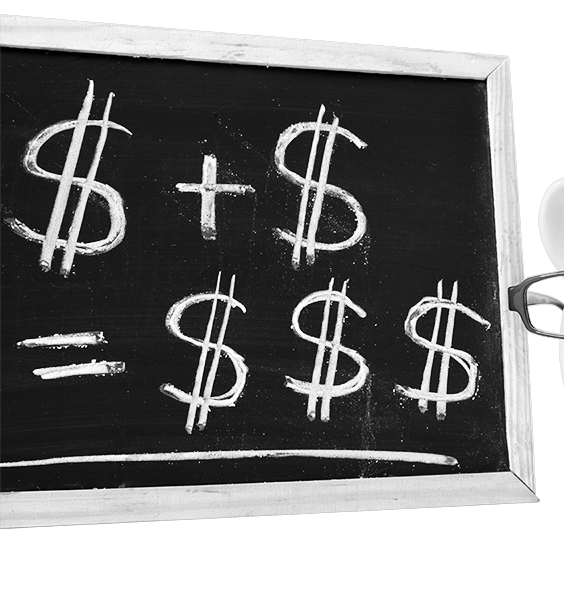 $ + $
= $ $ $